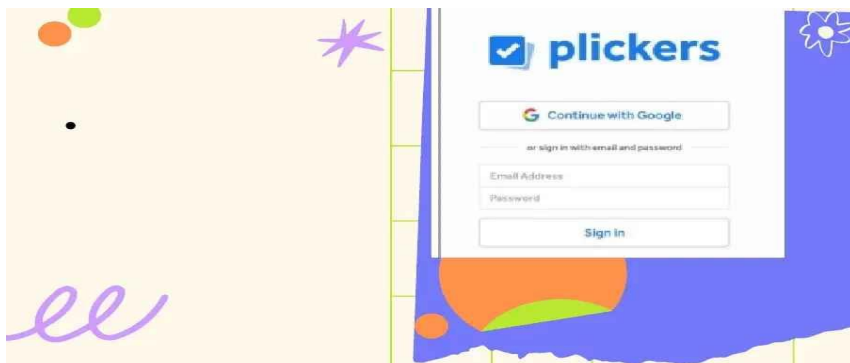 plickers
Continue with Google
or sign in with email and password
Email Address
Password
Sign in